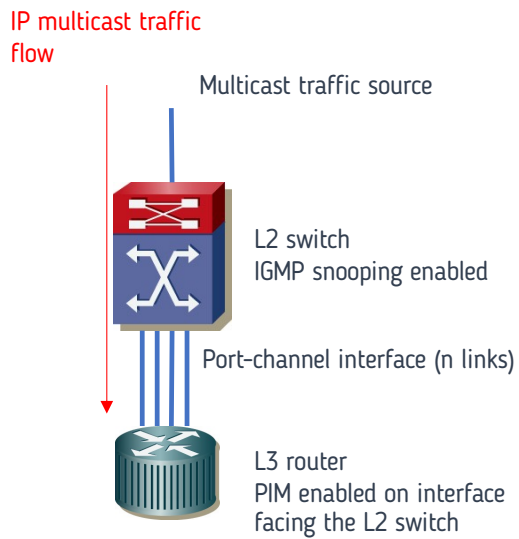 IP multicast traffic
flow
Multicast traffic source
L2 switch
IGMP snooping enabled
Port-channel interface (n links)
L3 router
PIM enabled on interface
facing the L2 switch